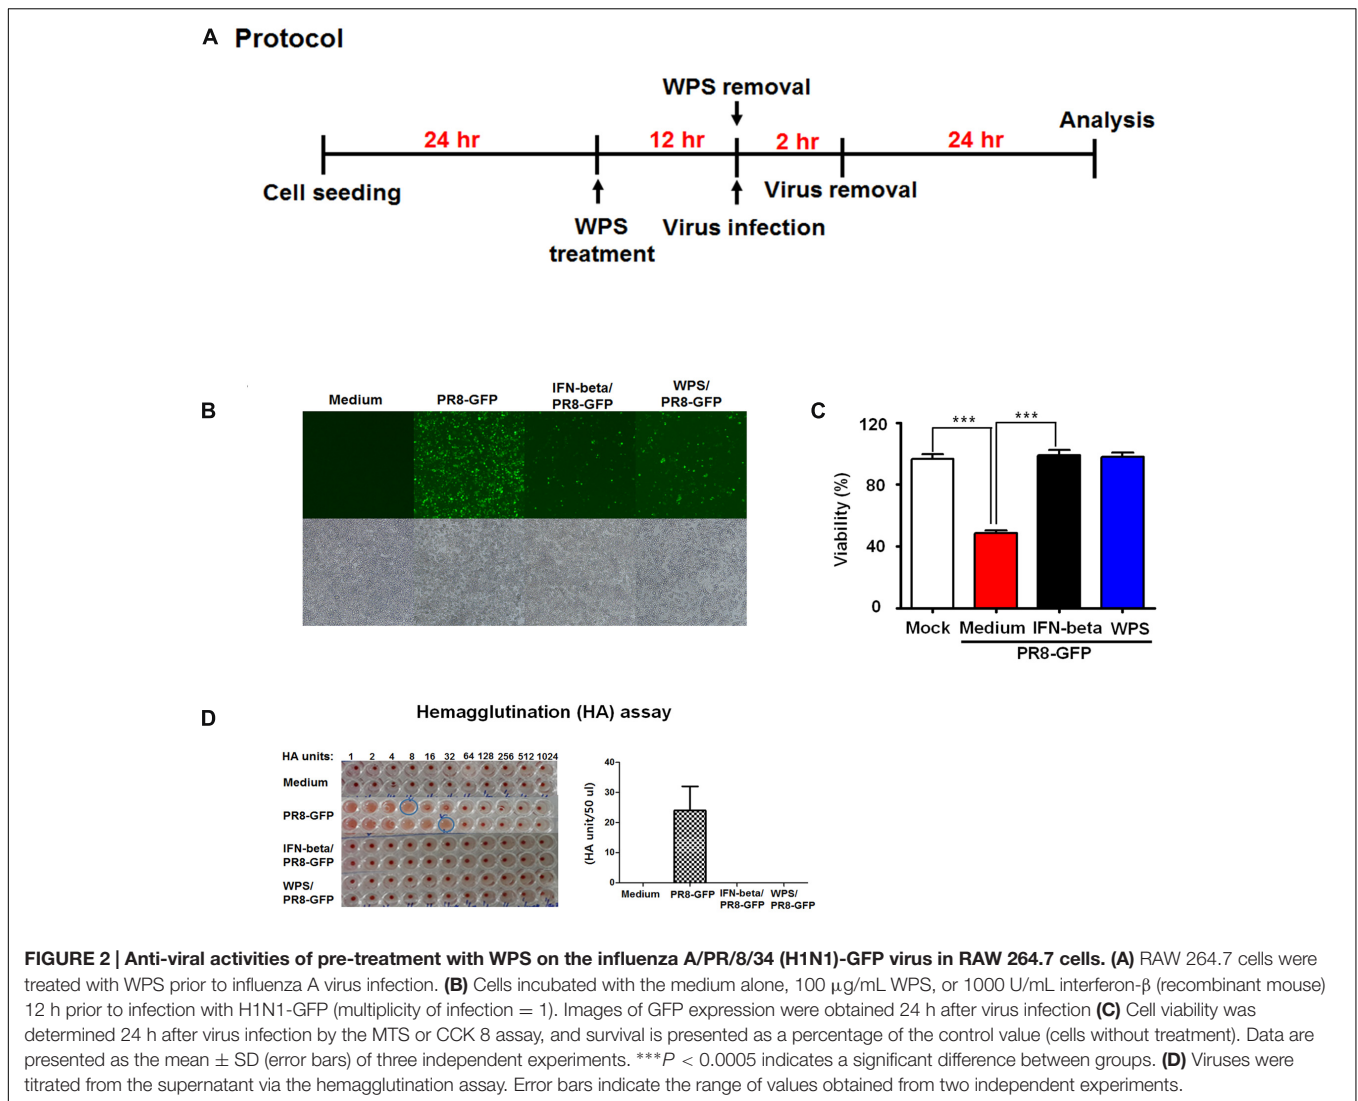 A Protocol
WPS removal
Analysis
24 hr
12 hr
2 hr
24 hr
Cell seeding
Virus removal
WPS
treatment
Virus infection
B
Medium
PR8-GFP
IFN-beta/
PR8-GFP
WPS/
PR8-GFP
C
Viability (%)
120
80
40
0
***
***
Mock
Medium
IFN-beta
WPS
PR8-GFP
D
Hemagglutination (HA) assay
HA units: 1 2 4 8 16 32 64 128 256 512 1024
Medium
PR8-GFP
IFN-beta/
PR8-GFP
WPS/
PR8-GFP
(HA unit/50 ul)
40
30
20
10
0
Medium
PR8-GFP
IFN-beta/
PR8-GFP
WPS/
PR8-GFP
FIGURE 2 | Anti-viral activities of pre-treatment with WPS on the influenza A/PR/8/34 (H1N1)-GFP virus in RAW 264.7 cells. (A) RAW 264.7 cells were
treated with WPS prior to influenza A virus infection. (B) Cells incubated with the medium alone, 100 μg/mL WPS, or 1000 U/mL interferon-β (recombinant mouse)
12 h prior to infection with H1N1-GFP (multiplicity of infection = 1). Images of GFP expression were obtained 24 h after virus infection (C) Cell viability was
determined 24 h after virus infection by the MTS or CCK 8 assay, and survival is presented as a percentage of the control value (cells without treatment). Data are
presented as the mean ± SD (error bars) of three independent experiments. ***P < 0.0005 indicates a significant difference between groups. (D) Viruses were
titrated from the supernatant via the hemagglutination assay. Error bars indicate the range of values obtained from two independent experiments.